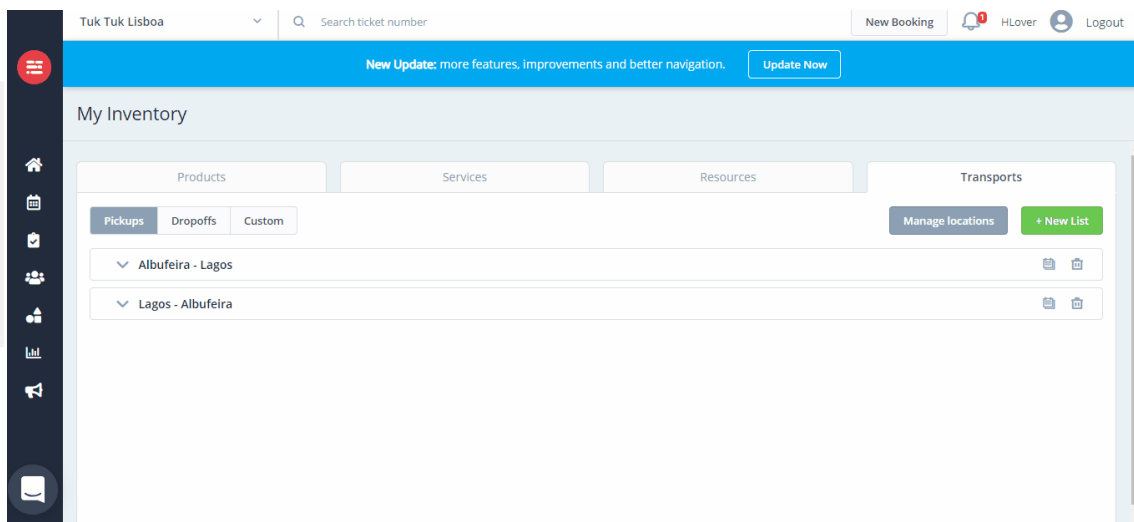 Tuk Tuk Lisboa Search ticket number New Booking 1 HLover Logout
New Update: more features, improvements and better navigation. Update Now
My Inventory
Products Services Resources Transports
Pickups Dropoffs Custom Manage locations + New List
Albufeira - Lagos
Lagos - Albufeira